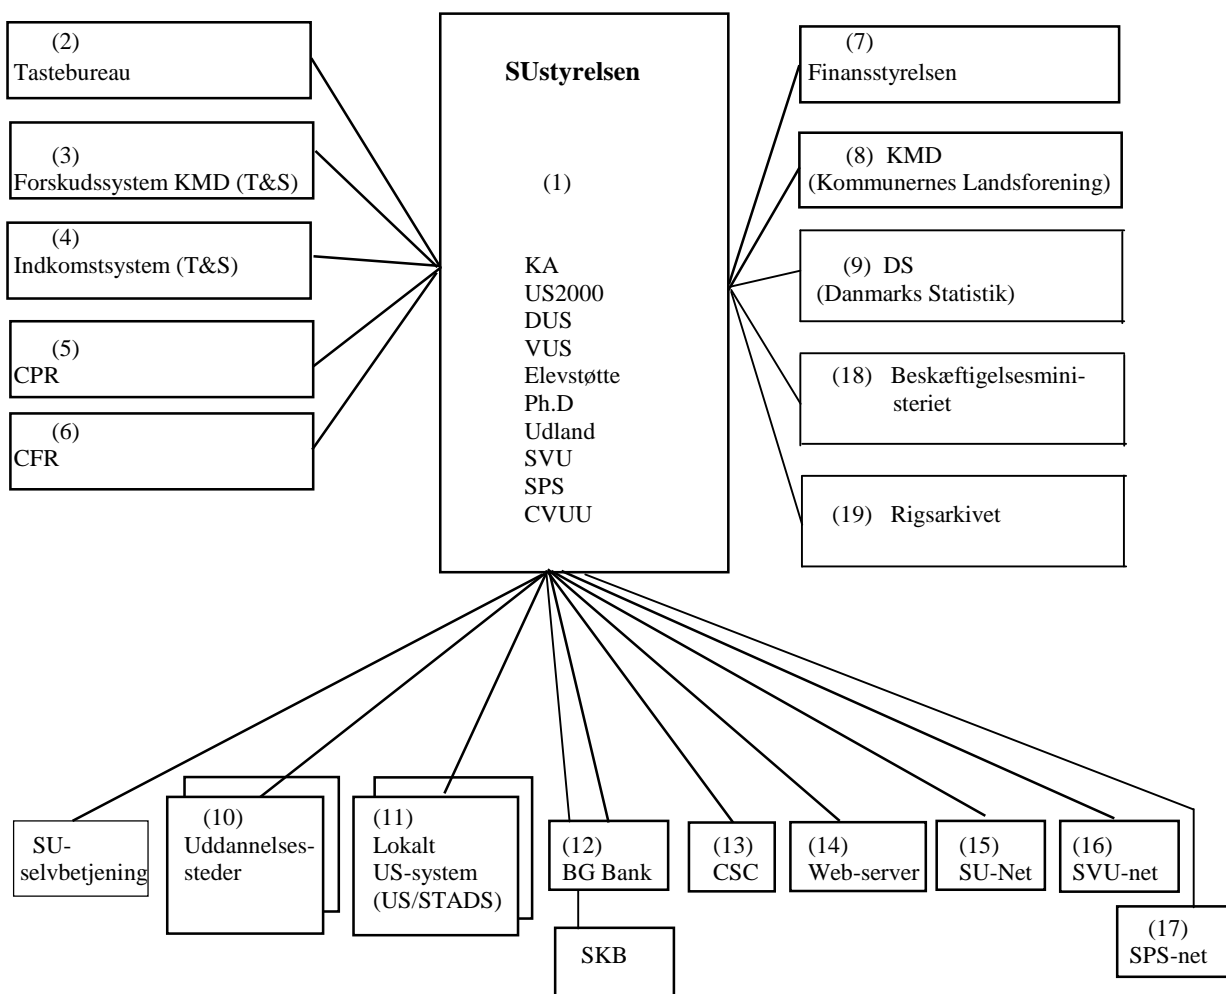 (2)
Tastebureau
(3)
Forskudssystem KMD (T&S)
(4)
Indkomstsystem (T&S)
(5)
CPR
(6)
CFR
SUstyrelsen
(1)
KA
US2000
DUS
VUS
Elevstøtte
Ph.D
Udland
SVU
SPS
CVUU
(7)
Finansstyrelsen
(8) KMD
(Kommunernes Landsforening)
(9) DS
(Danmarks Statistik)
(18) Beskæftigelsesmini-
steriet
(19) Rigsarkivet
SU-
selvbetjening
(10)
Uddannelses-
steder
(11)
Lokalt
US-system
(US/STADS)
(12)
BG Bank
SKB
(13)
CSC
(14)
Web-server
(15)
SU-Net
(16)
SVU-net
(17)
SPS-net